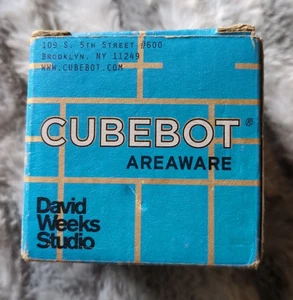 109 S. 5TH STREET #600
BROOKLYN, NY 11249
WWW.CUBEBOT.COM
CUBEBOT®
AREAWARE
David
Weeks
Studio